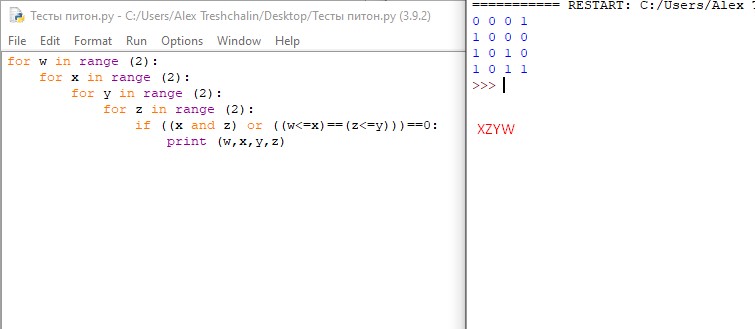 Тесты питон.py - C:/Users/Alex Treshchalin/Desktop/Тесты питон.py (3.9.2)
File Edit Format Run Options Window Help
for w in range (2):
    for x in range (2):
        for y in range (2):
            for z in range (2):
                if ((x and z) or ((w<=x)==(z<=y)))==0:
                    print (w,x,y,z)
=========== RESTART: C:/Users/Alex
0 0 0 1
1 0 0 0
1 0 1 0
1 0 1 1
>>>
XZYW